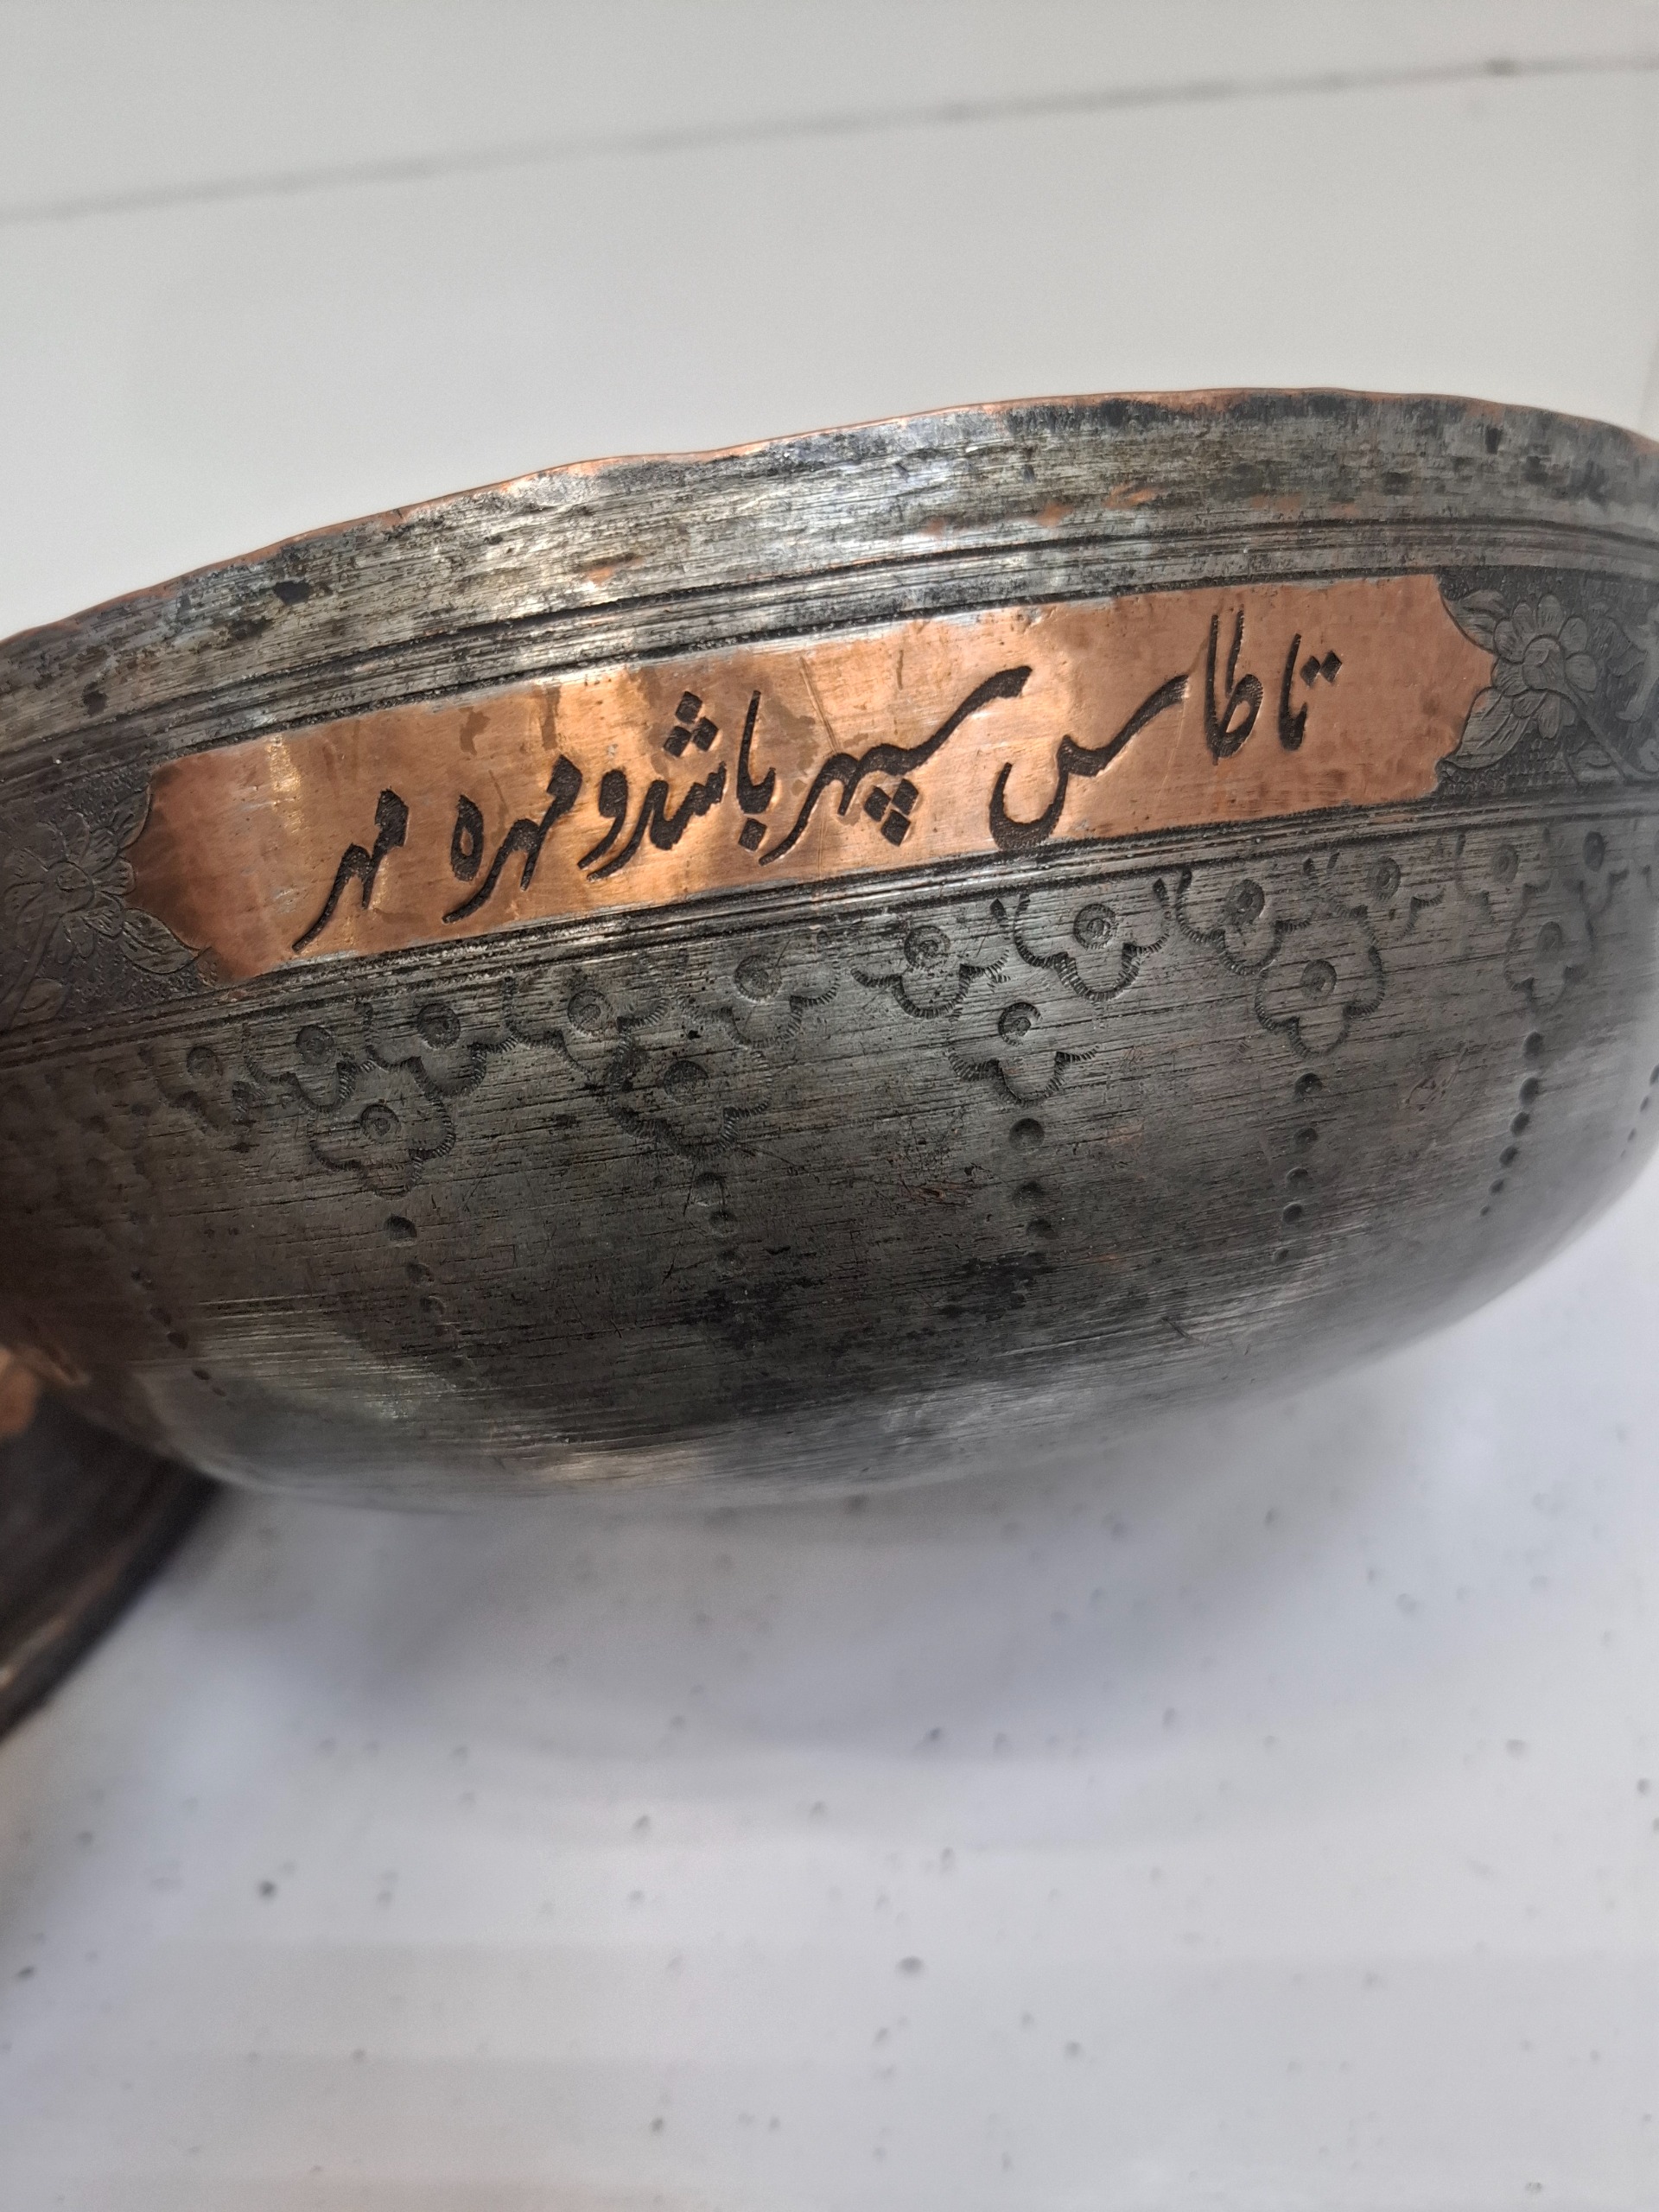 تا طاس سپهر باشد و مهره مهر